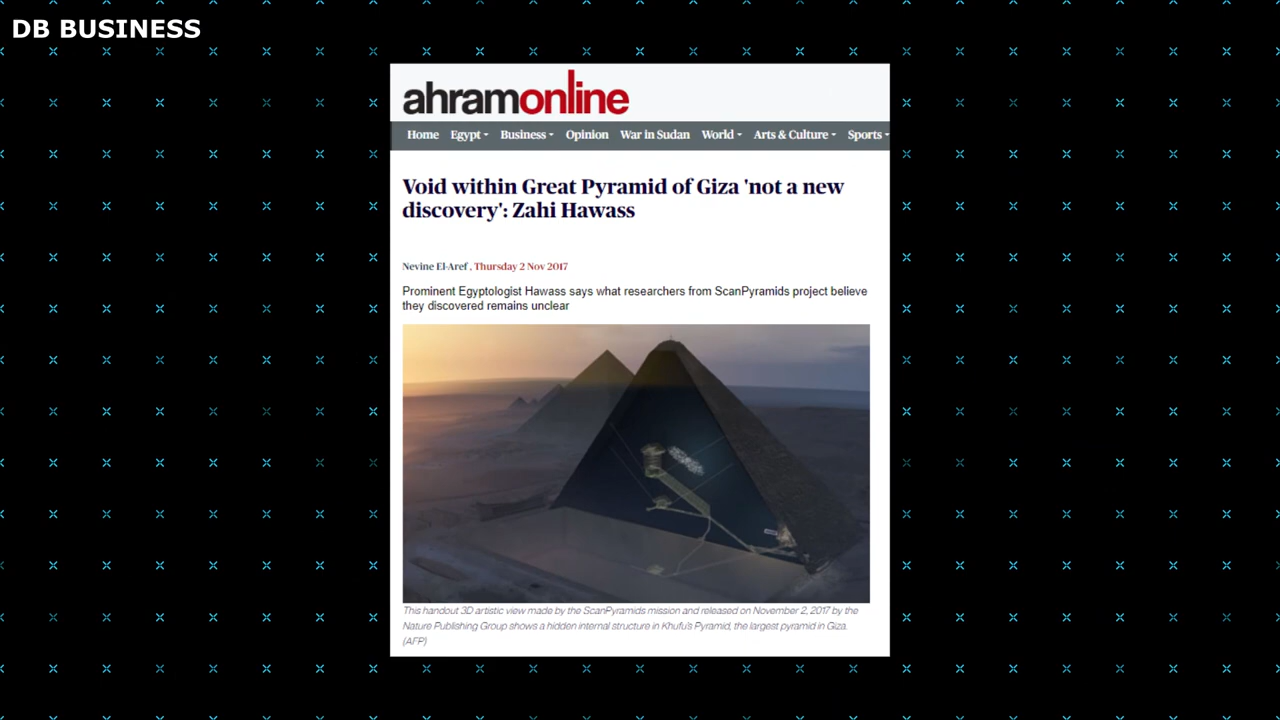 DB BUSINESS
ahramonline
Home Egypt Business Opinion War in Sudan World Arts & Culture Sports
Void within Great Pyramid of Giza 'not a new
discovery': Zahi Hawass
Nevine El-Aref , Thursday 2 Nov 2017
Prominent Egyptologist Hawass says what researchers from ScanPyramids project believe
they discovered remains unclear
This handout 3D artistic view made by the ScanPyramids mission and released on November 2, 2017 by the
Nature Publishing Group shows a hidden internal structure in Khufu's Pyramid, the largest pyramid in Giza.
(AFP)